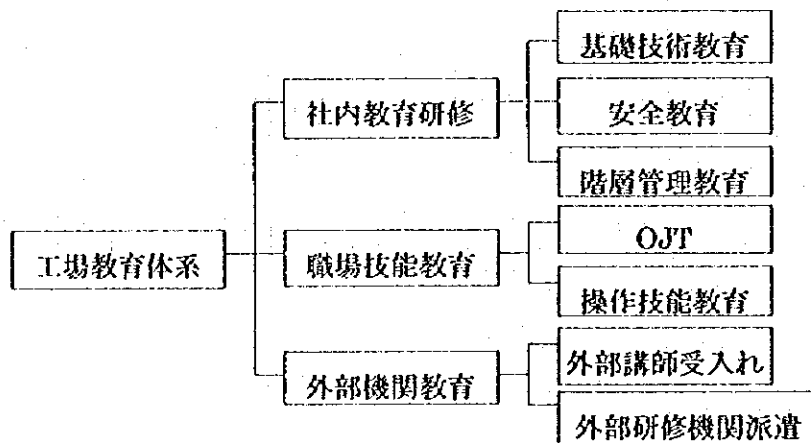 工場教育体系
社内教育研修
基礎技術教育
安全教育
階層管理教育
職場技能教育
OJT
操作技能教育
外部機関教育
外部講師受入れ
外部研修機関派遣